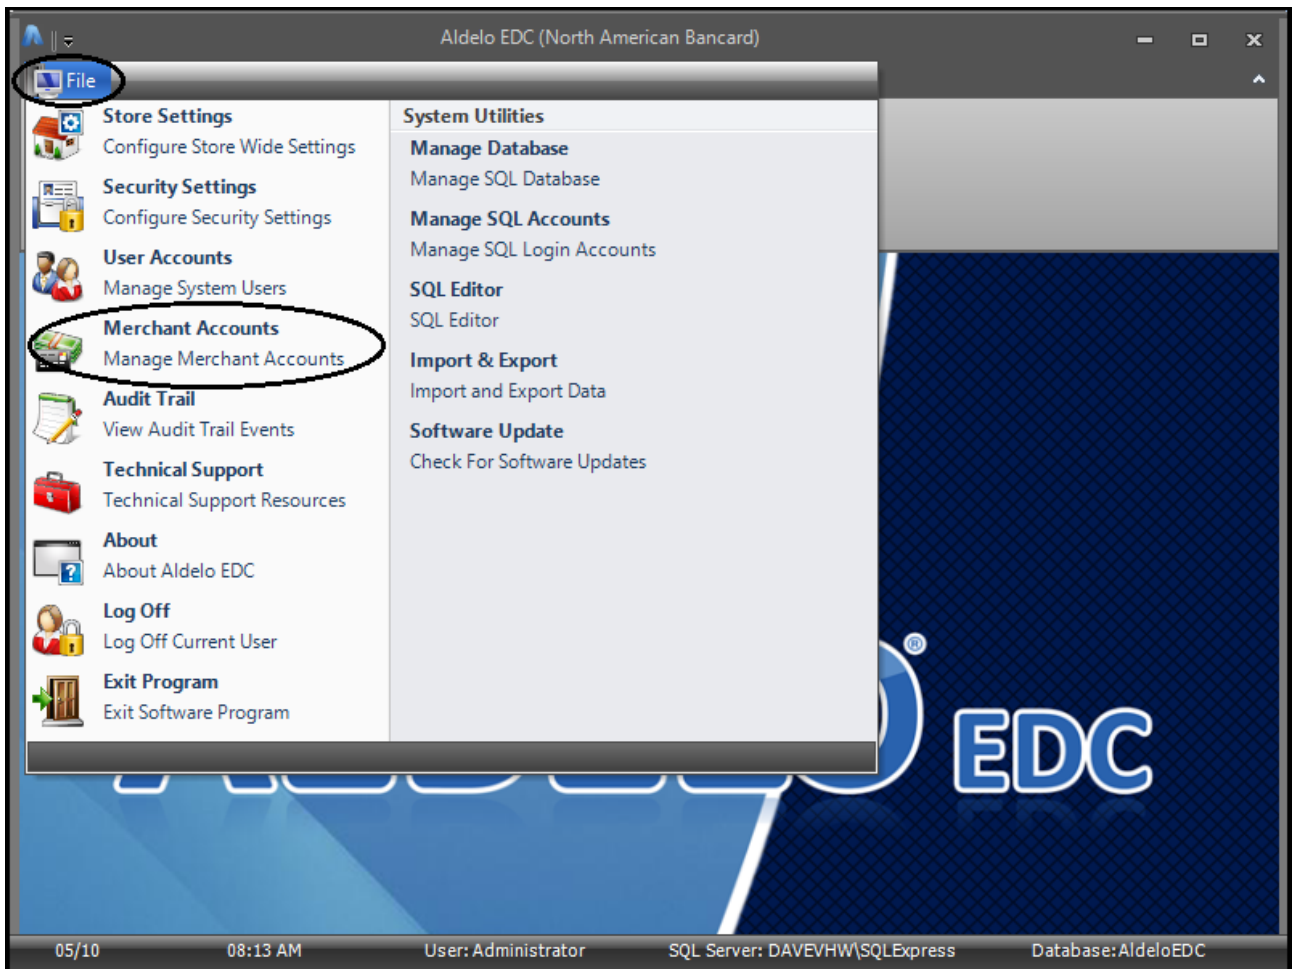 Aldelo EDC (North American Bancard)
File
Store Settings
Configure Store Wide Settings
Security Settings
Configure Security Settings
User Accounts
Manage System Users
Merchant Accounts
Manage Merchant Accounts
Audit Trail
View Audit Trail Events
Technical Support
Technical Support Resources
About
About Aldelo EDC
Log Off
Log Off Current User
Exit Program
Exit Software Program
System Utilities
Manage Database
Manage SQL Database
Manage SQL Accounts
Manage SQL Login Accounts
SQL Editor
SQL Editor
Import & Export
Import and Export Data
Software Update
Check For Software Updates
® EDC
05/10 08:13 AM User: Administrator SQL Server: DAVEVHW\SQLExpress Database:AldeloEDC